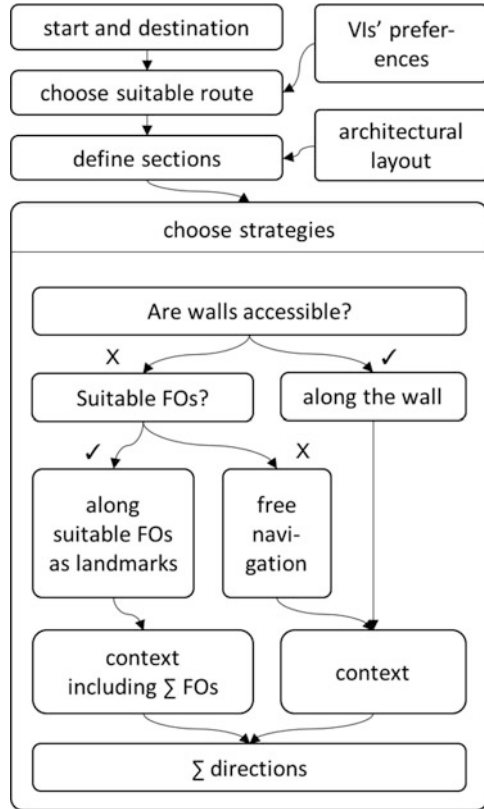 start and destination
VIs' prefer-
ences
choose suitable route
architectural
layout
define sections
choose strategies
Are walls accessible?
X
✓
Suitable FOs?
along the wall
✓
X
along
suitable FOs
as landmarks
free
navi-
gation
context
including ∑ FOs
context
∑ directions